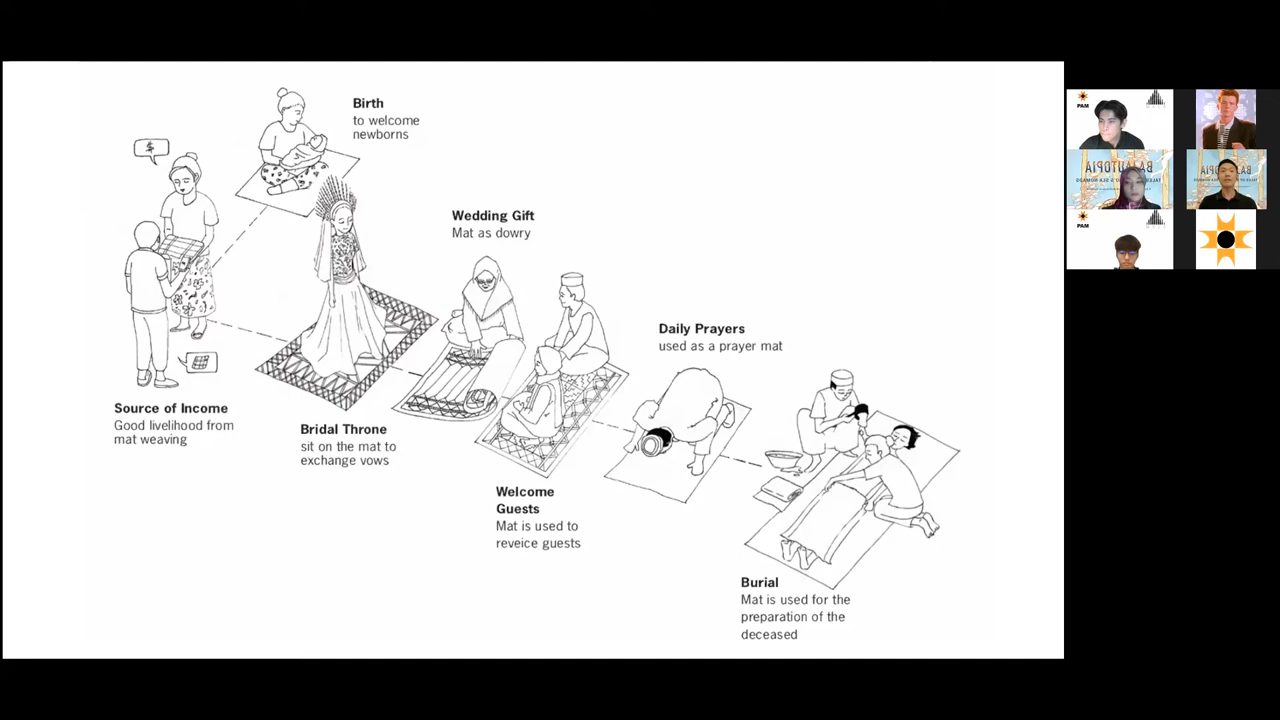 Birth
to welcome
newborns
$
Wedding Gift
Mat as dowry
Daily Prayers
used as a prayer mat
Source of Income
Good livelihood from
mat weaving
Bridal Throne
sit on the mat to
exchange vows
Welcome
Guests
Mat is used to
reveice guests
Burial
Mat is used for the
preparation of the
deceased
PAM
PAM